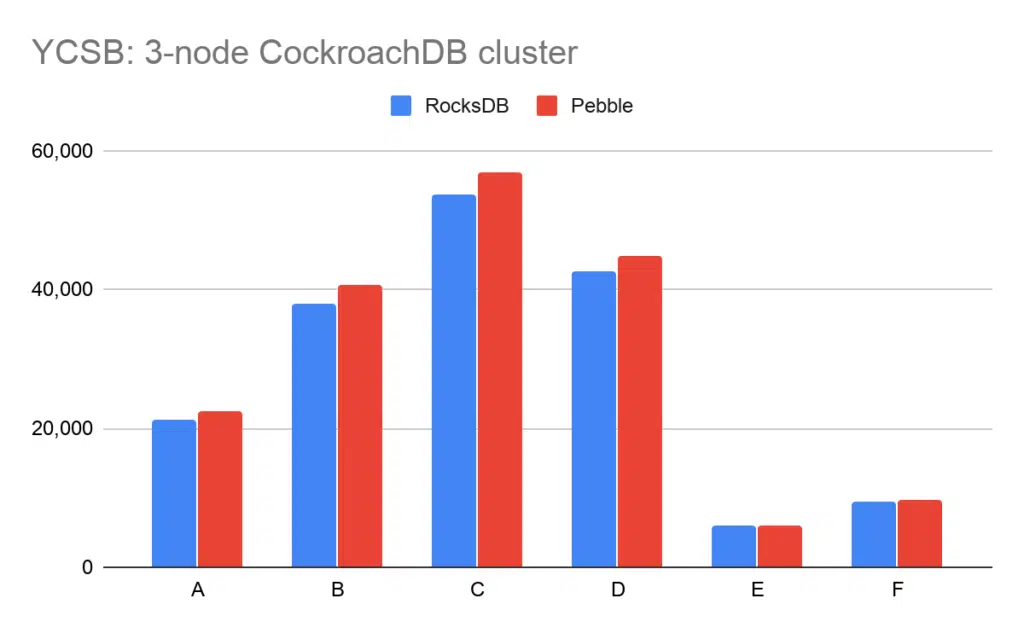 YCSB: 3-node CockroachDB cluster
RocksDB Pebble
60,000
40,000
20,000
0
A B C D E F